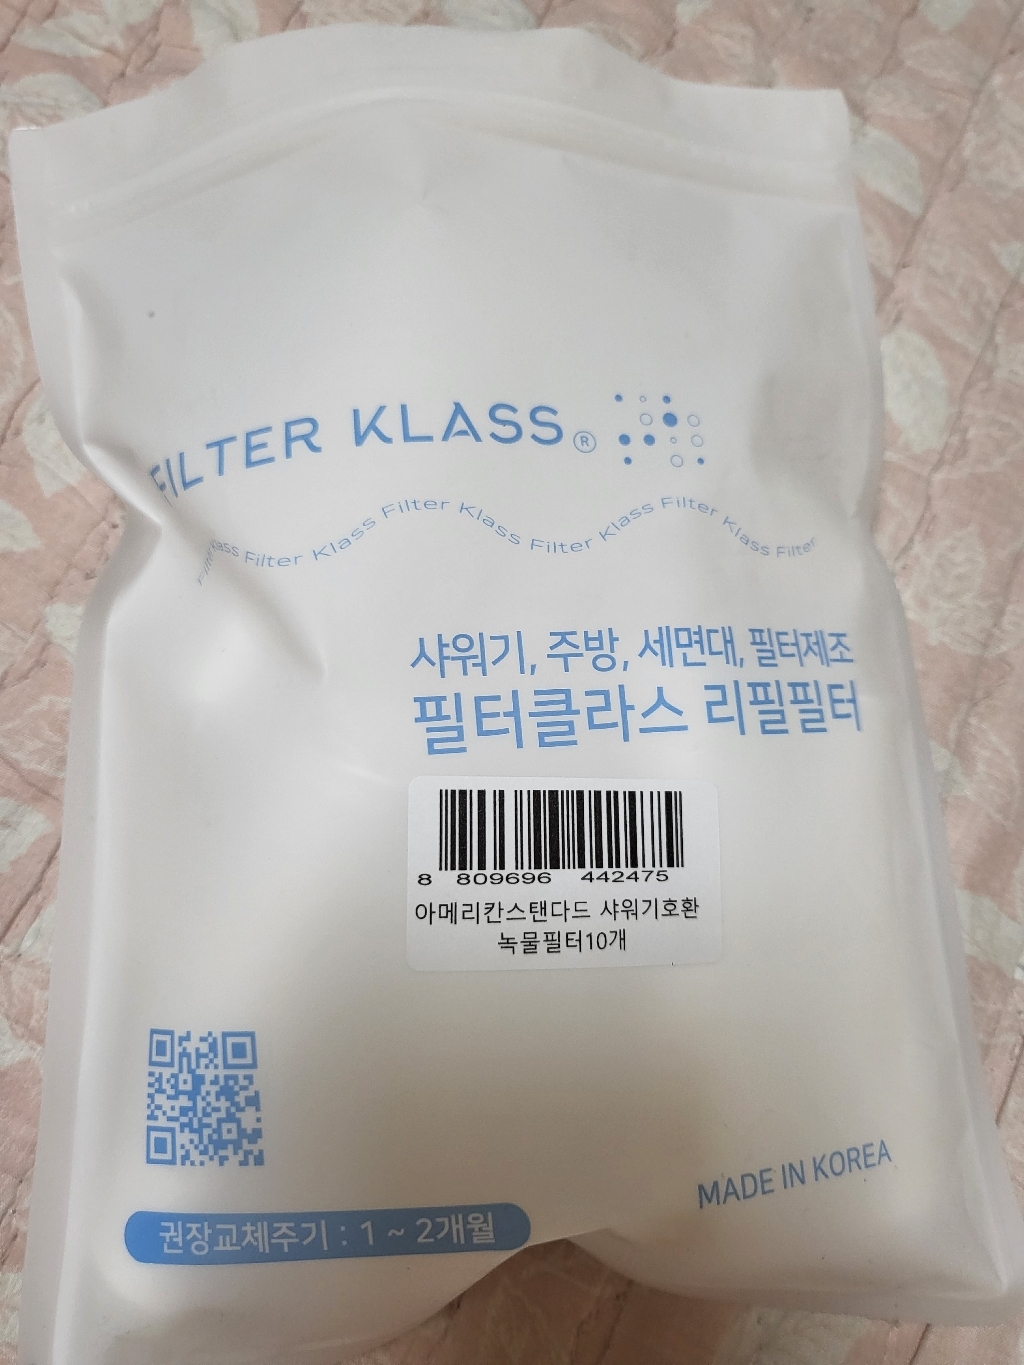 FILTER KLASS®
Filter Klass Filter Klass Filter Klass Filter Klass Filter Klass Filter
샤워기, 주방, 세면대, 필터제조
필터클라스 리필필터
8 809696 442475
아메리칸스탠다드 샤워기호환
녹물필터10개
MADE IN KOREA
권장교체주기 : 1 ~ 2개월